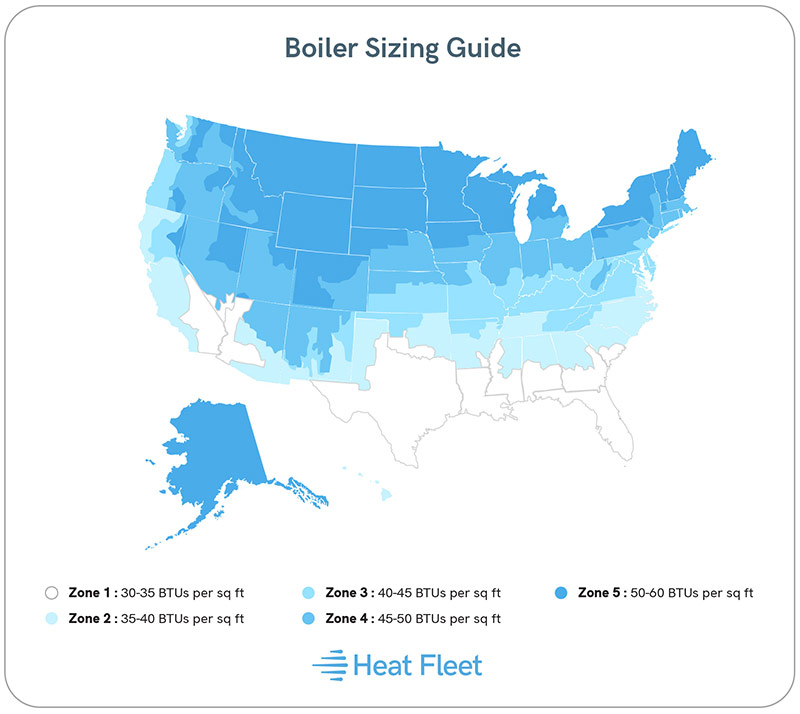 Boiler Sizing Guide
Zone 1 : 30-35 BTUs per sq ft
Zone 3 : 40-45 BTUs per sq ft
Zone 5 : 50-60 BTUs per sq ft
Zone 2 : 35-40 BTUs per sq ft
Zone 4 : 45-50 BTUs per sq ft
Heat Fleet